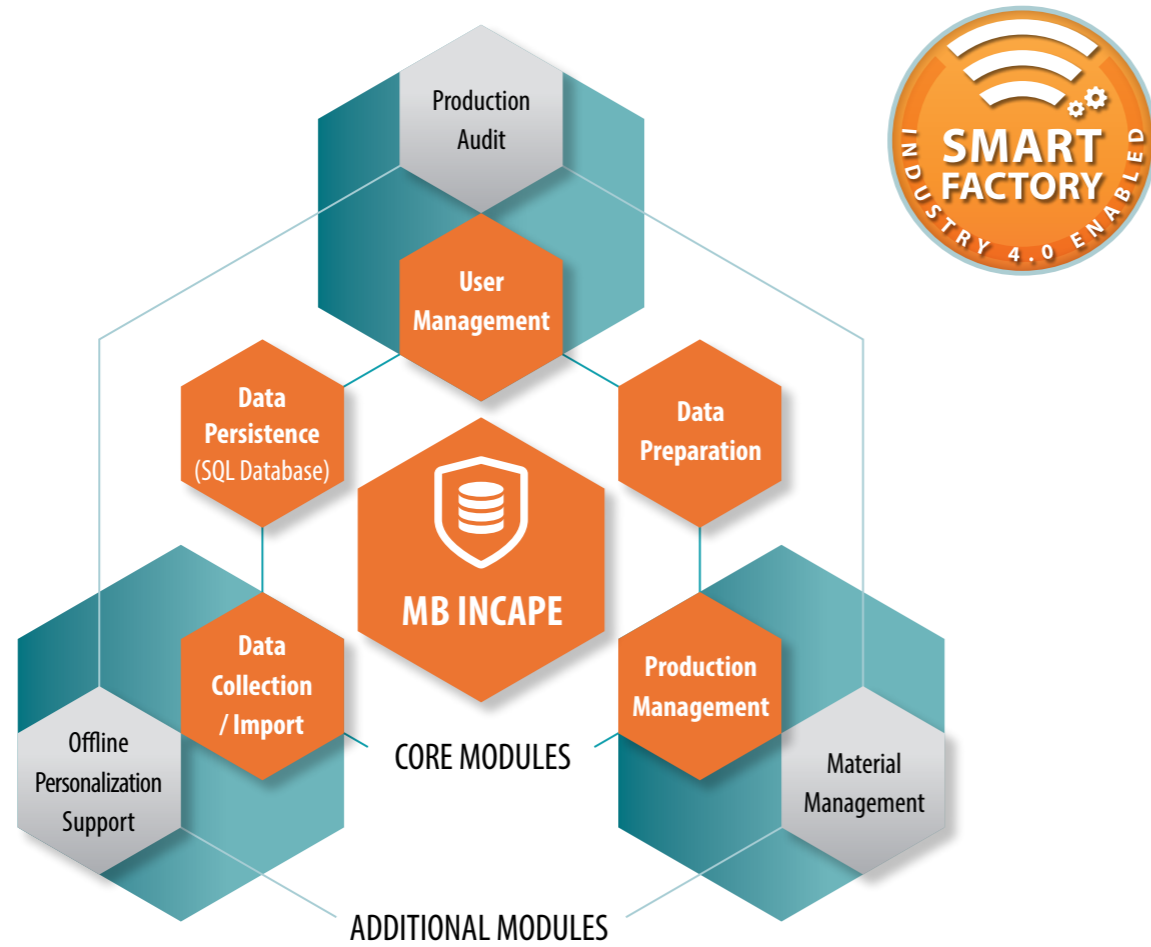 Production
Audit
SMART
FACTORY
INDUSTRY 4.0 ENABLED
User
Management
Data
Persistence
(SQL Database)
Data
Preparation
MB INCAPE
Data
Collection
/ Import
Production
Management
Offline
Personalization
Support
CORE MODULES
Material
Management
ADDITIONAL MODULES